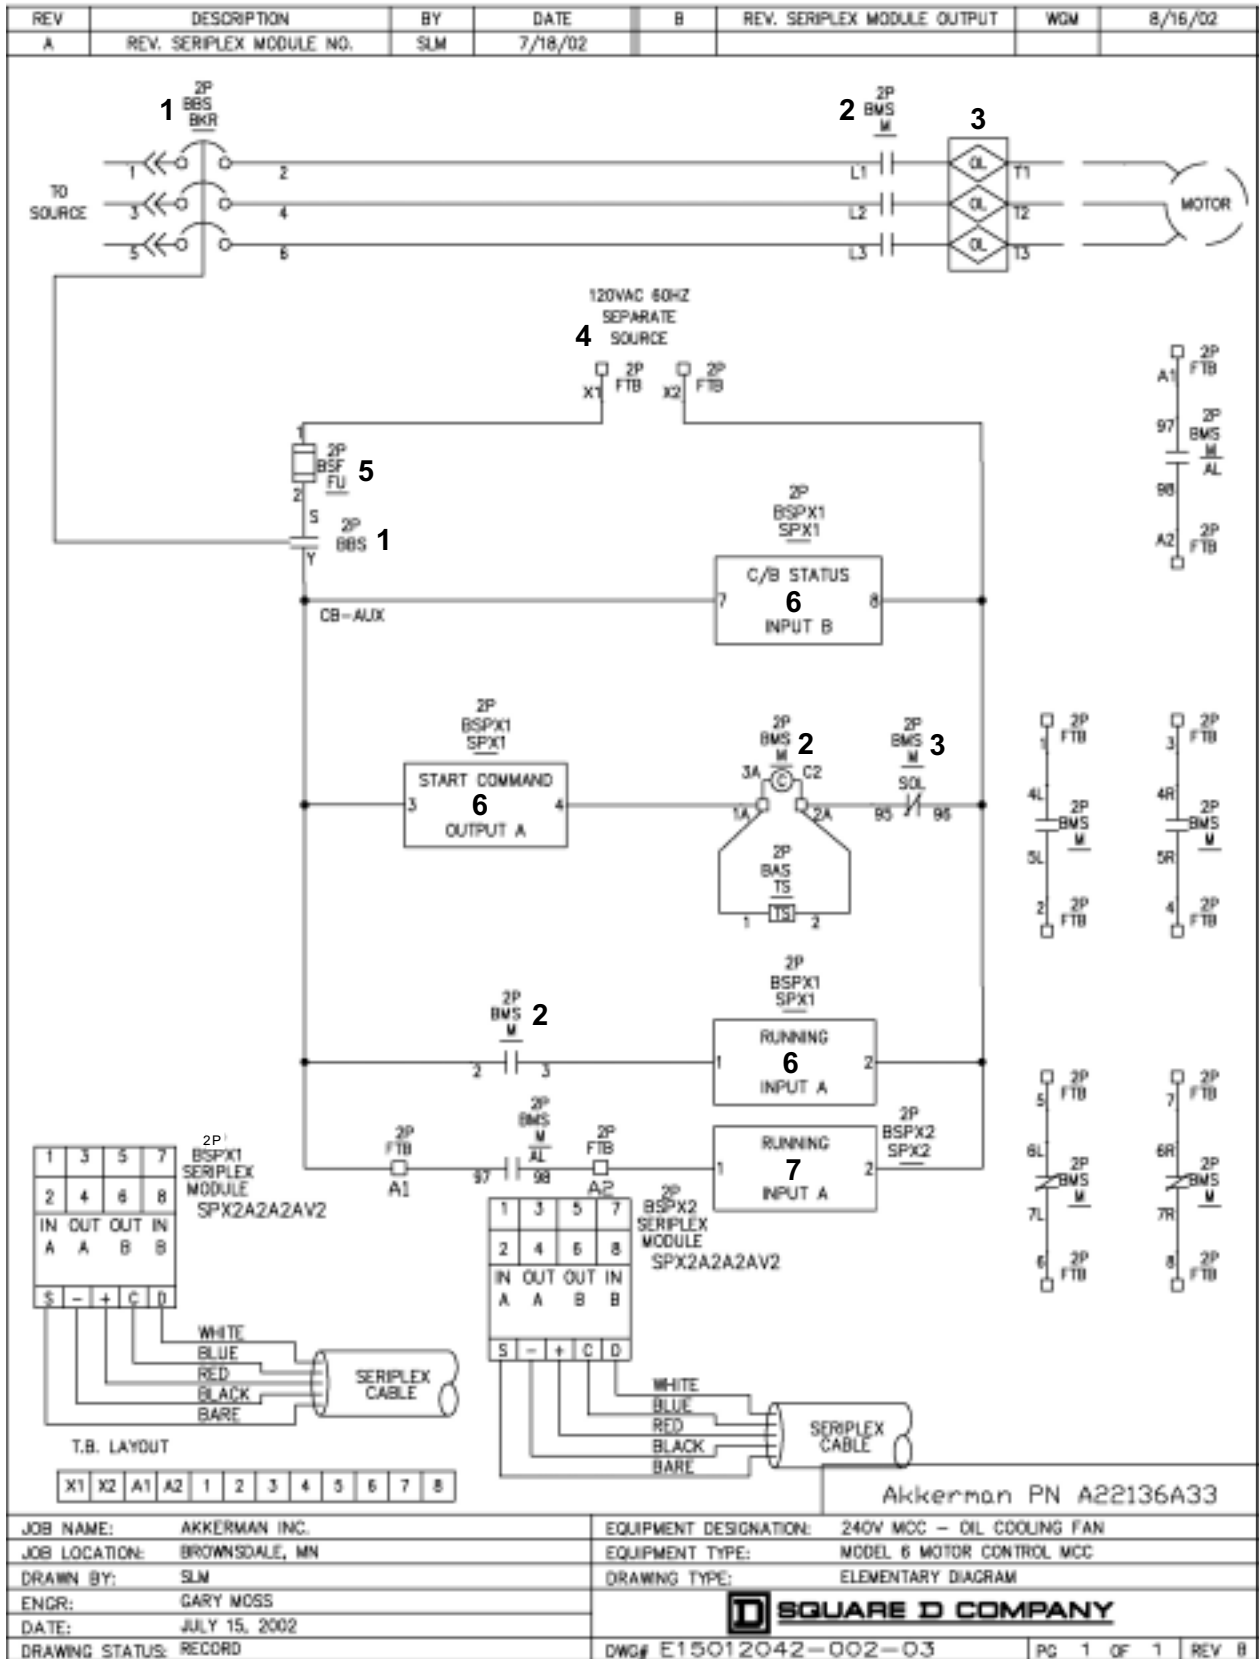 REV DESCRIPTION BY DATE B REV. SERIPLEX MODULE OUTPUT WGM 8/16/02
A REV. SERIPLEX MODULE NO. SLM 7/18/02
1 2P BBS BKR
2 2P BMS M
3
TO SOURCE
1 2 L1 OL T1
3 4 L2 OL T2
5 6 L3 OL T3
MOTOR
120VAC 60HZ
SEPARATE
4 SOURCE
X1 2P FTB X2 2P FTB
A1 2P FTB
97 2P BMS M AL
98
A2 2P FTB
1
2P BSF FU 5
2
S
2P BBS 1
Y
CB-AUX
2P
BSPX1
SPX1
C/B STATUS
7 6 8
INPUT B
2P
BSPX1
SPX1
START COMMAND
3 6 4
OUTPUT A
2P BMS M 2
3A C C2
1A 2A
2P BMS M 3
SOL
95 96
2P
BAS
TS
1 TS 2
1 2P FTB
4L 2P BMS M
5L
2 2P FTB
3 2P FTB
4R 2P BMS M
5R
4 2P FTB
2P
BMS 2
M
2 3
2P
BSPX1
SPX1
RUNNING
1 6 2
INPUT A
2P FTB
A1
2P BMS M AL
97 98
2P FTB
A2
2P
BSPX2
SPX2
RUNNING
1 7 2
INPUT A
5 2P FTB
6L 2P BMS M
7L
6 2P FTB
7 2P FTB
6R 2P BMS M
7R
8 2P FTB
2P
BSPX1
SERIPLEX
MODULE
SPX2A2A2AV2
1 3 5 7
2 4 6 8
IN OUT OUT IN
A A B B
S - + C D
WHITE
BLUE
RED
BLACK
BARE
SERIPLEX
CABLE
2P
BSPX2
SERIPLEX
MODULE
SPX2A2A2AV2
1 3 5 7
2 4 6 8
IN OUT OUT IN
A A B B
S - + C D
WHITE
BLUE
RED
BLACK
BARE
SERIPLEX
CABLE
T.B. LAYOUT
X1 X2 A1 A2 1 2 3 4 5 6 7 8
Akkerman PN A22136A33
JOB NAME: AKKERMAN INC.
JOB LOCATION: BROWNSDALE, MN
DRAWN BY: SLM
ENGR: GARY MOSS
DATE: JULY 15, 2002
DRAWING STATUS: RECORD
EQUIPMENT DESIGNATION: 240V MCC - OIL COOLING FAN
EQUIPMENT TYPE: MODEL 6 MOTOR CONTROL MCC
DRAWING TYPE: ELEMENTARY DIAGRAM
D SQUARE D COMPANY
DWG# E15012042-002-03 PG 1 OF 1 REV B